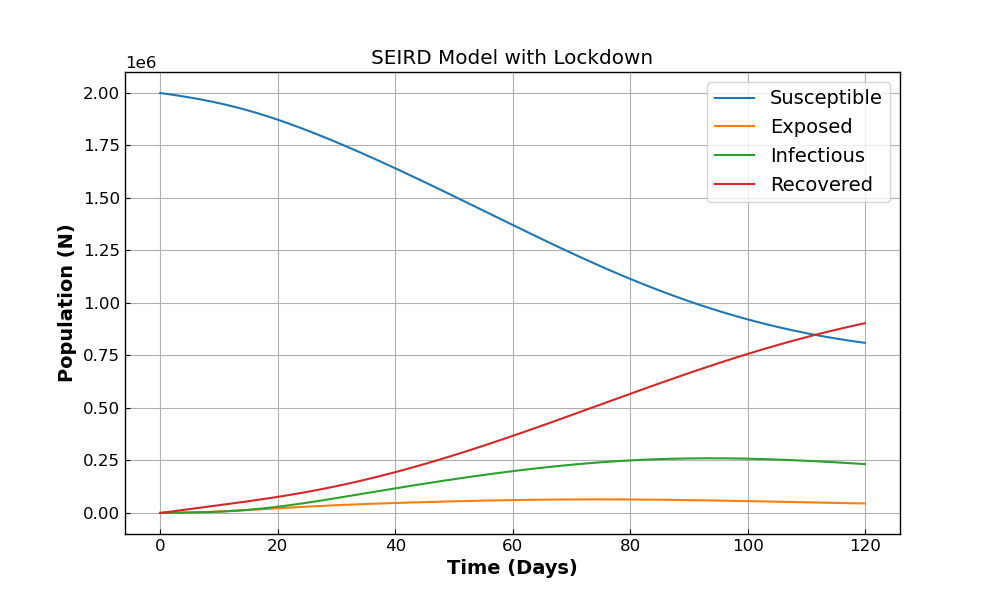 SEIRD Model with Lockdown
1e6
2.00
1.75
1.50
1.25
1.00
0.75
0.50
0.25
0.00
Population (N)
Susceptible
Exposed
Infectious
Recovered
0 20 40 60 80 100 120
Time (Days)